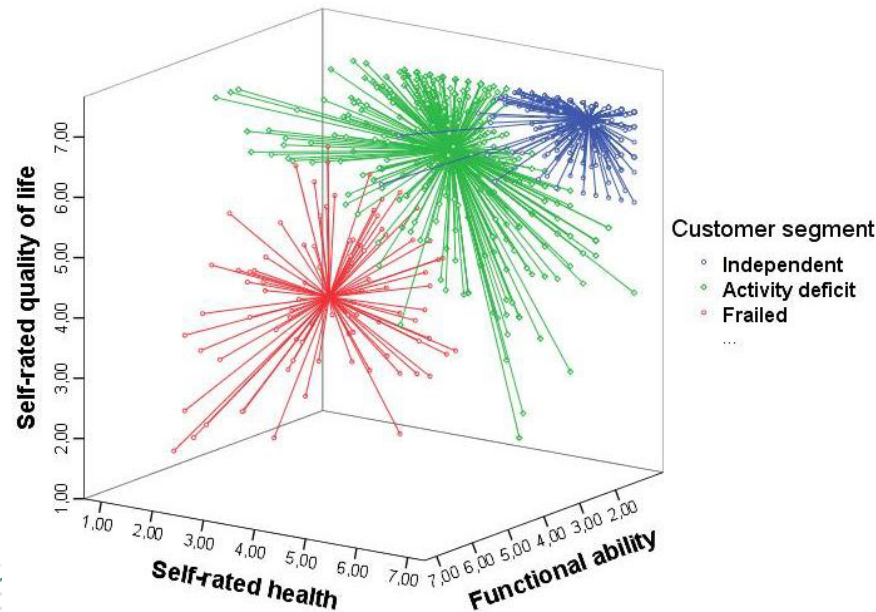 7,00
6,00
5,00
4,00
3,00
2,00
1,00
Self-rated quality of life
1,00
2,00
3,00
4,00
5,00
6,00
7,00
Self-rated health
7,00 6,00 5,00 4,00 3,00 2,00
Functional ability
Customer segment
Independent
Activity deficit
Frailed
...